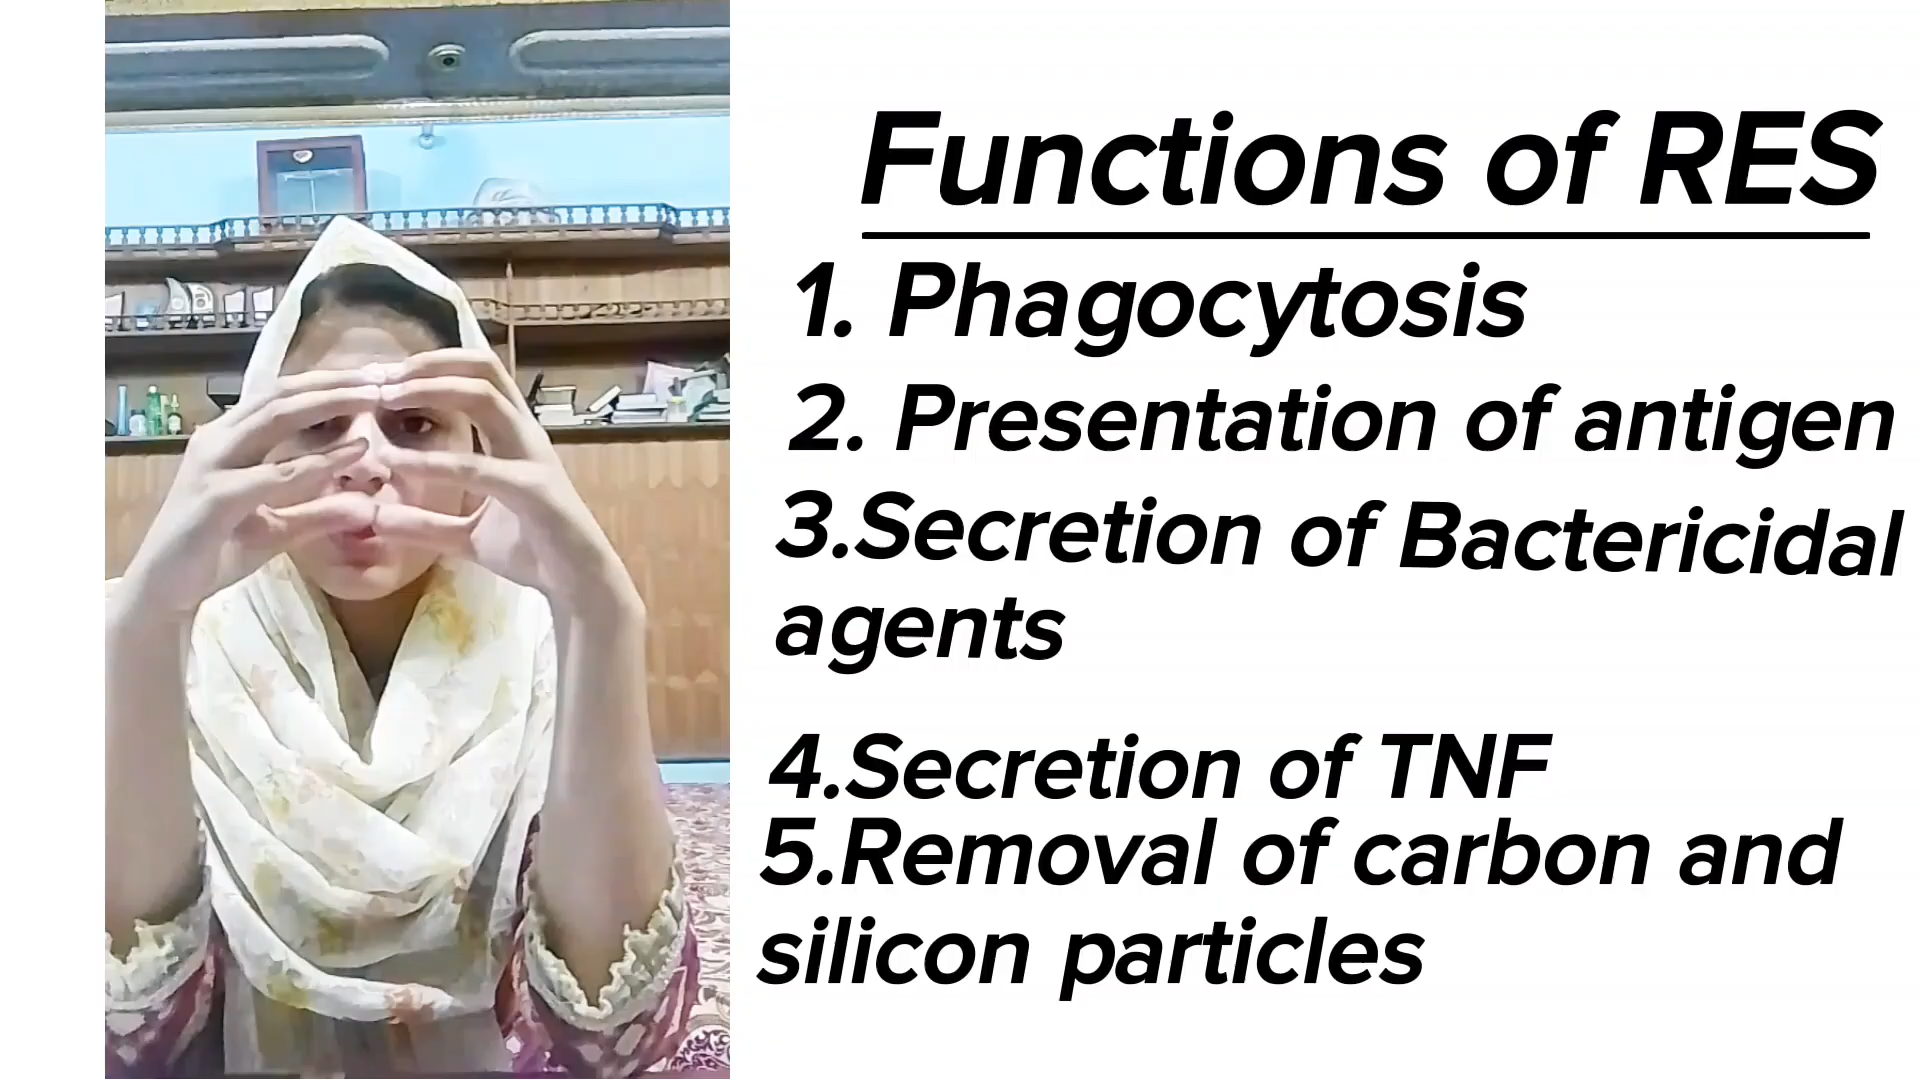 Functions of RES
1. Phagocytosis
2. Presentation of antigen
3.Secretion of Bactericidal
agents
4.Secretion of TNF
5.Removal of carbon and
silicon particles